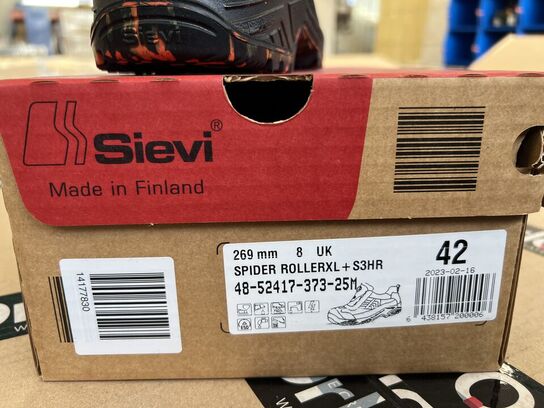 Sievi®
Made in Finland
269 mm 8 UK
SPIDER ROLLERXL+S3HR
48-52417-373-25M
42
2023-02-16
6 438157 200006
14177830